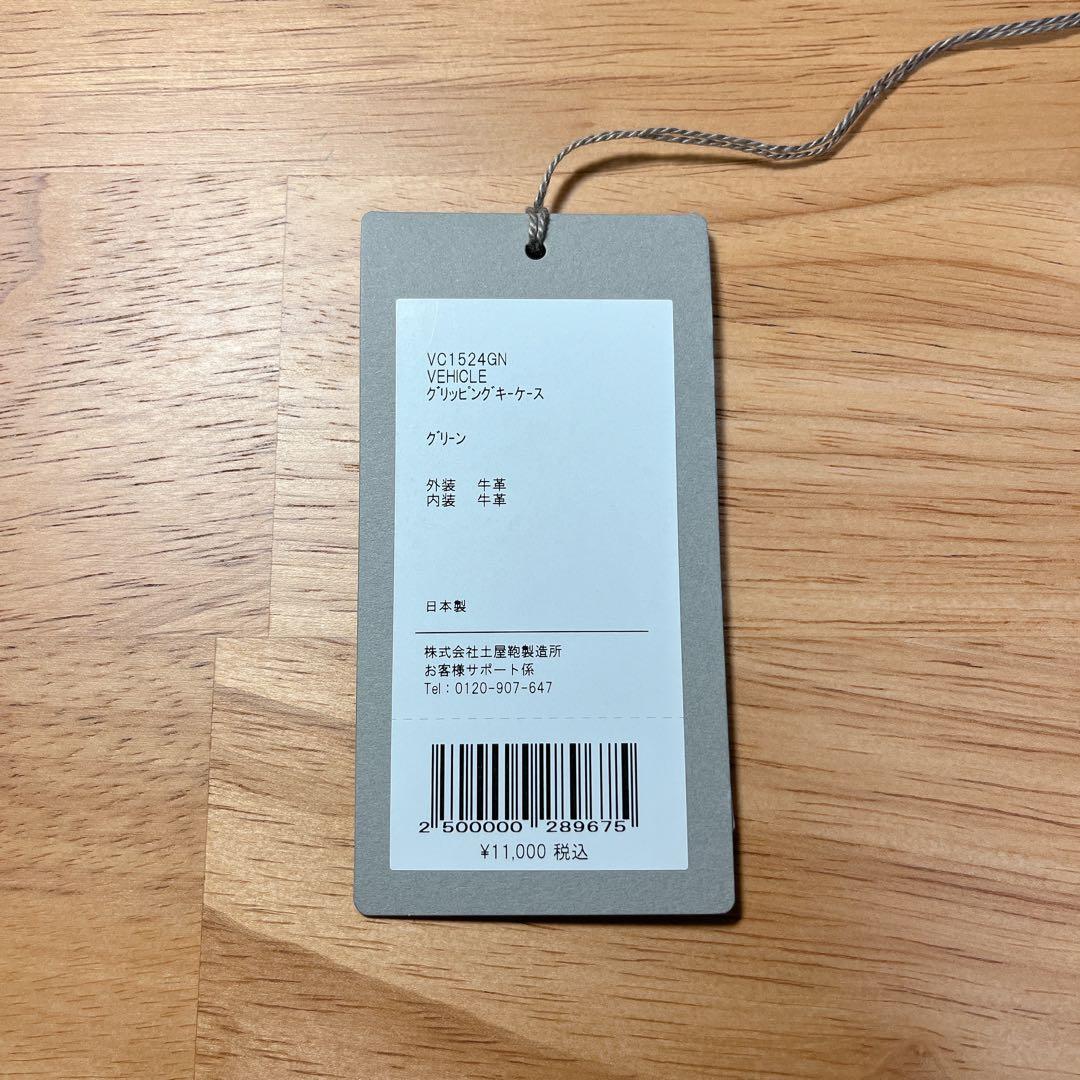 VC1524GN
VEHICLE
グリッピングキーケース
グリーン
外装 牛革
内装 牛革
日本製
株式会社土屋鞄製造所
お客様サポート係
Tel：0120-907-647
2 500000 289675
¥11,000 税込